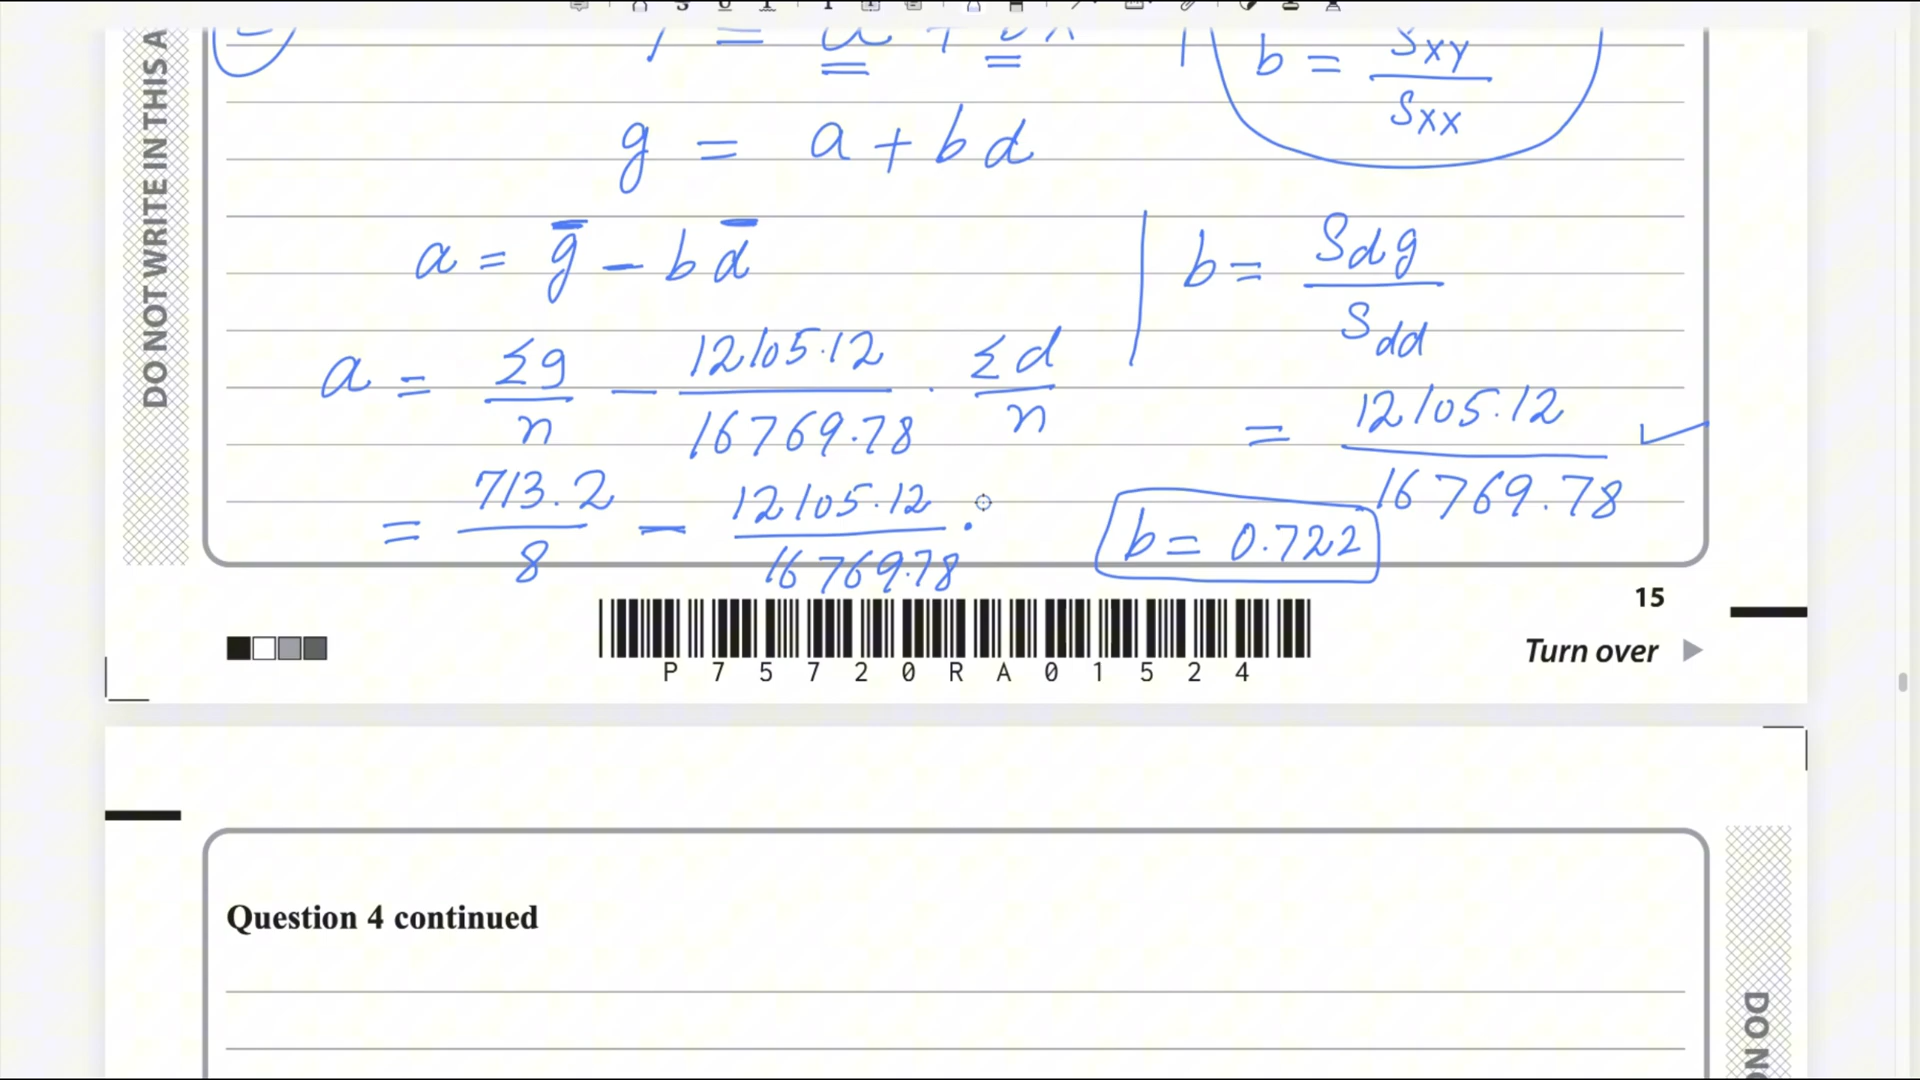 b = Sxy / Sxx
g = a + bd
a = g̅ − b d̅
b = Sdg / Sdd
a = Σg / n − 12105.12 / 16769.78 · Σd / n
= 12105.12 / 16769.78 ✓
= 713.2 / 8 − 12105.12 / 16769.78 ·
b = 0.722
DO NOT WRITE IN THIS A
15
P 7 5 7 2 0 R A 0 1 5 2 4
Turn over
Question 4 continued
DO NO